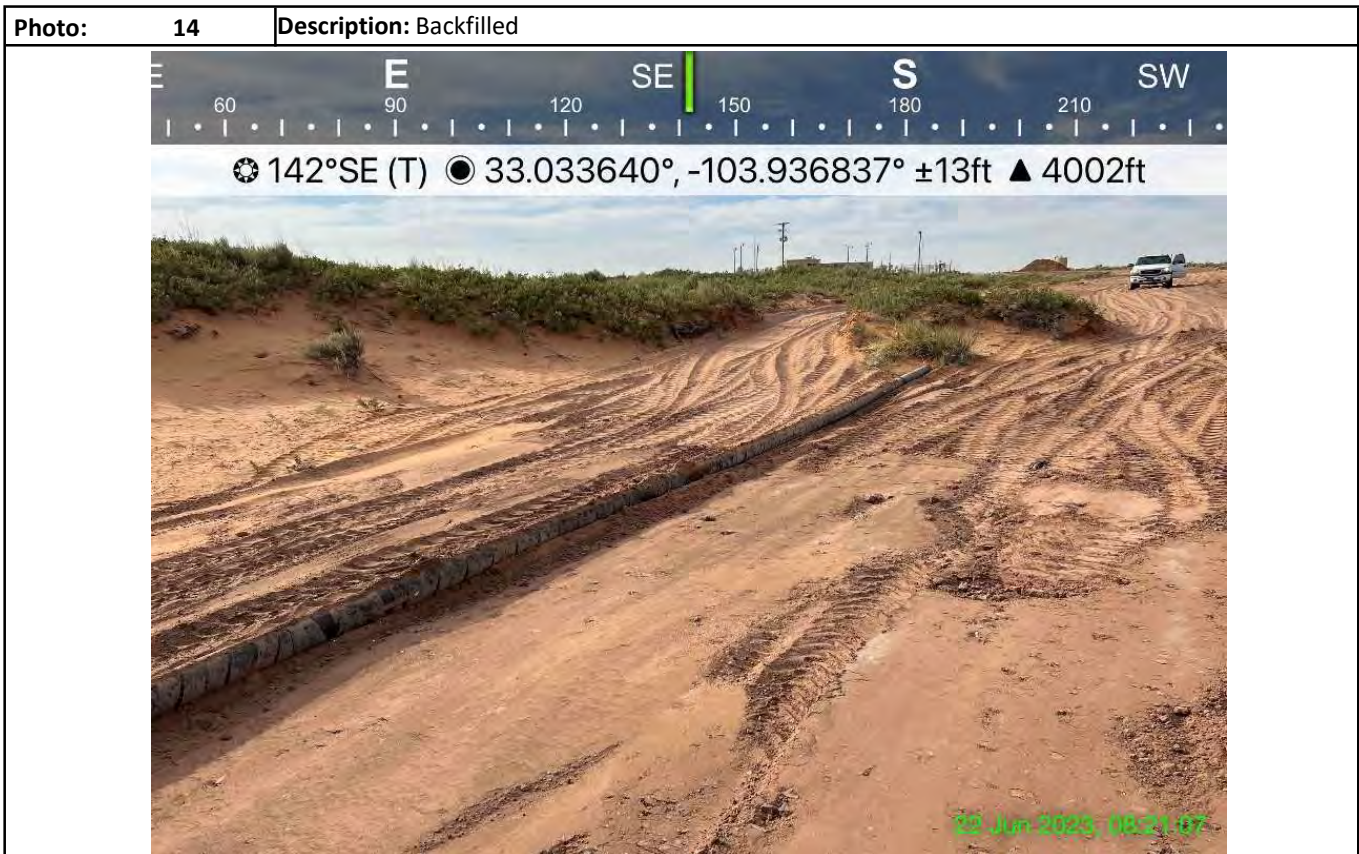 Photo: 14 Description: Backfilled
E E SE S SW
60 90 120 150 180 210
142°SE (T) 33.033640°, -103.936837° ±13ft ▲ 4002ft
22 Jun 2023, 08:21:07